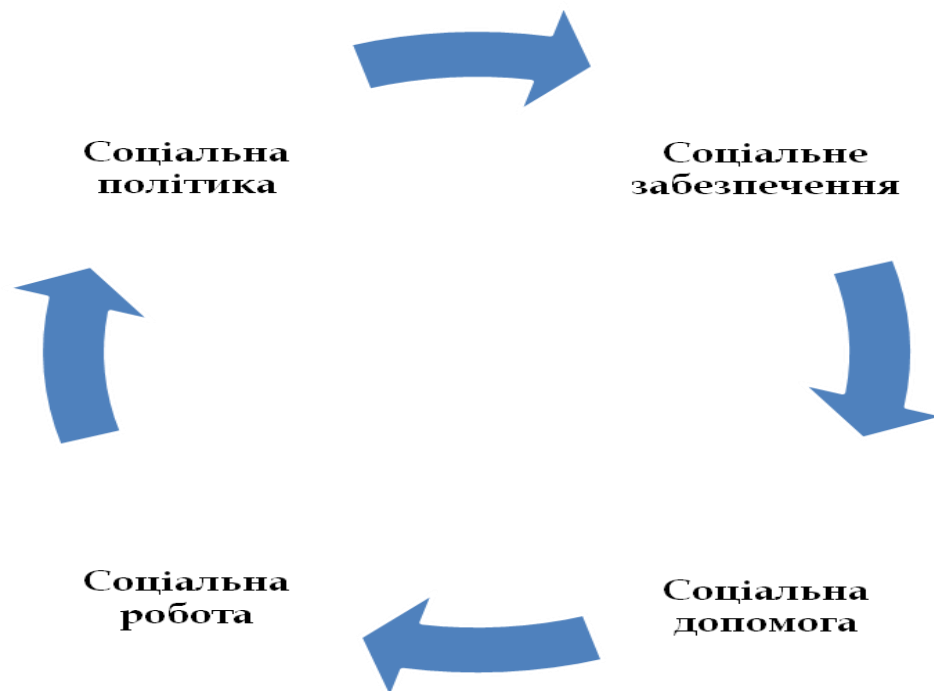 Соціальна
політика
Соціальне
забезпечення
Соціальна
допомога
Соціальна
робота